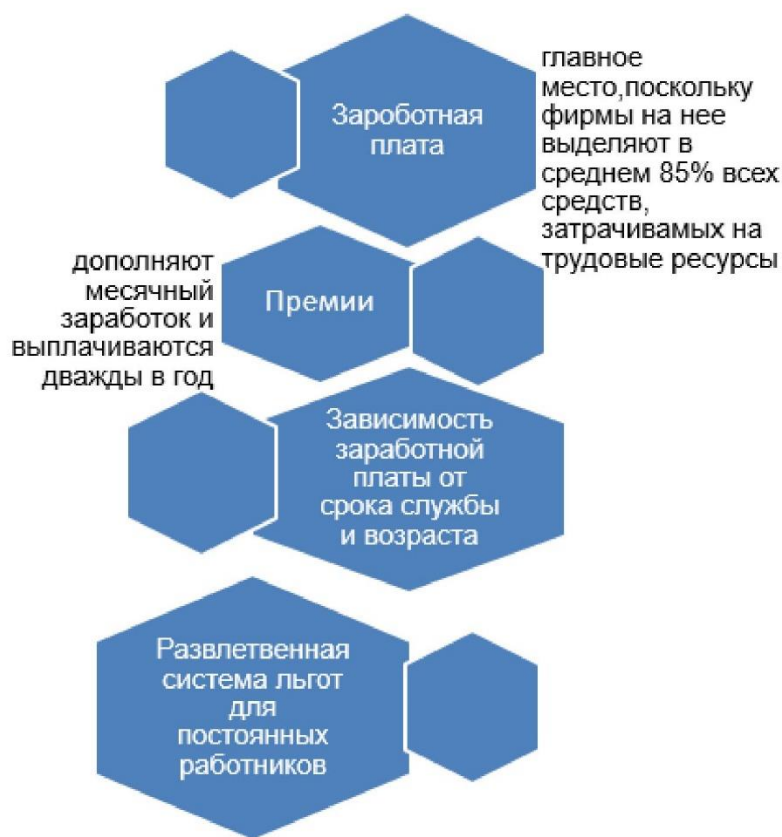 Зароботная
плата
главное
место,поскольку
фирмы на нее
выделяют в
среднем 85% всех
средств,
затрачивамых на
трудовые ресурсы
дополняют
месячный
заработок и
выплачиваются
дважды в год
Премии
Зависимость
заработной
платы от
срока службы
и возраста
Развлетвенная
система льгот
для
постоянных
работников